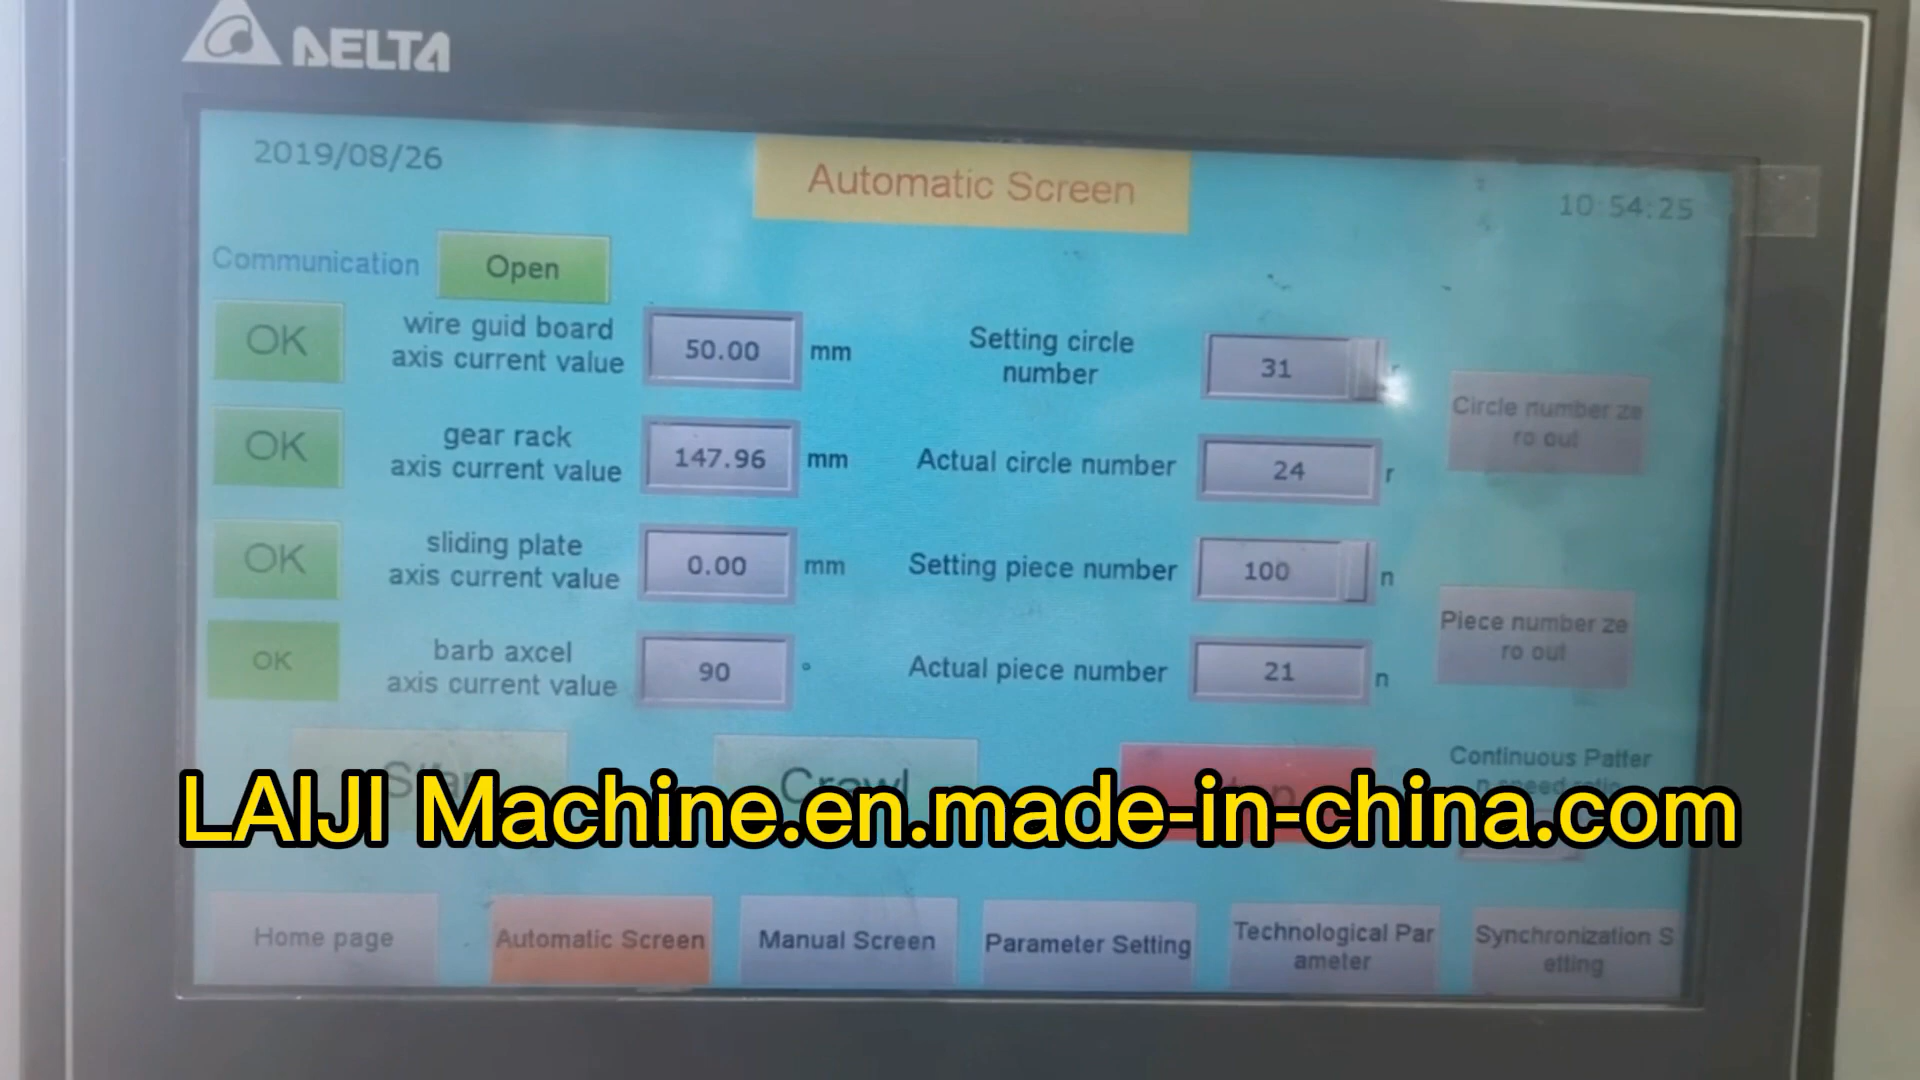 DELTA
2019/08/26
Automatic Screen
10:54:25
Communication
Open
OK
wire guid board
axis current value
50.00
mm
Setting circle
number
31
r
Circle number ze
ro out
OK
gear rack
axis current value
147.96
mm
Actual circle number
24
r
OK
sliding plate
axis current value
0.00
mm
Setting piece number
100
n
Piece number ze
ro out
OK
barb axcel
axis current value
90
°
Actual piece number
21
n
Crawl
Continuous Patter
n speed ratio
LAIJI Machine.en.made-in-china.com
Home page
Automatic Screen
Manual Screen
Parameter Setting
Technological Par
ameter
Synchronization S
etting